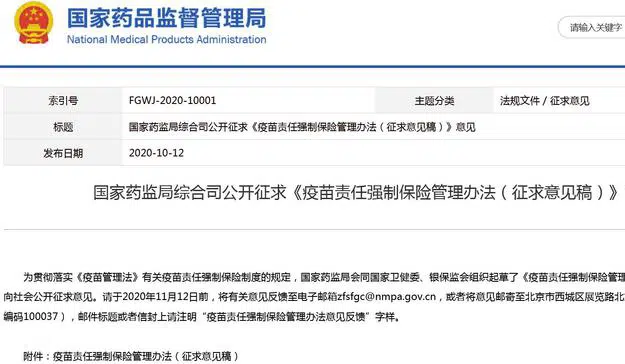 国家药品监督管理局
National Medical Products Administration
请输入关键字
索引号 FGWJ-2020-10001 主题分类 法规文件 / 征求意见
标题 国家药监局综合司公开征求《疫苗责任强制保险管理办法（征求意见稿）》意见
发布日期 2020-10-12
国家药监局综合司公开征求《疫苗责任强制保险管理办法（征求意见稿）》
为贯彻落实《疫苗管理法》有关疫苗责任强制保险制度的规定，国家药监局会同国家卫健委、银保监会组织起草了《疫苗责任强制保险管理
向社会公开征求意见。请于2020年11月12日前，将有关意见反馈至电子邮箱zfsfgc@nmpa.gov.cn，或者将意见邮寄至北京市西城区展览路北
编码100037），邮件标题或者信封上请注明“疫苗责任强制保险管理办法意见反馈”字样。
附件：疫苗责任强制保险管理办法（征求意见稿）